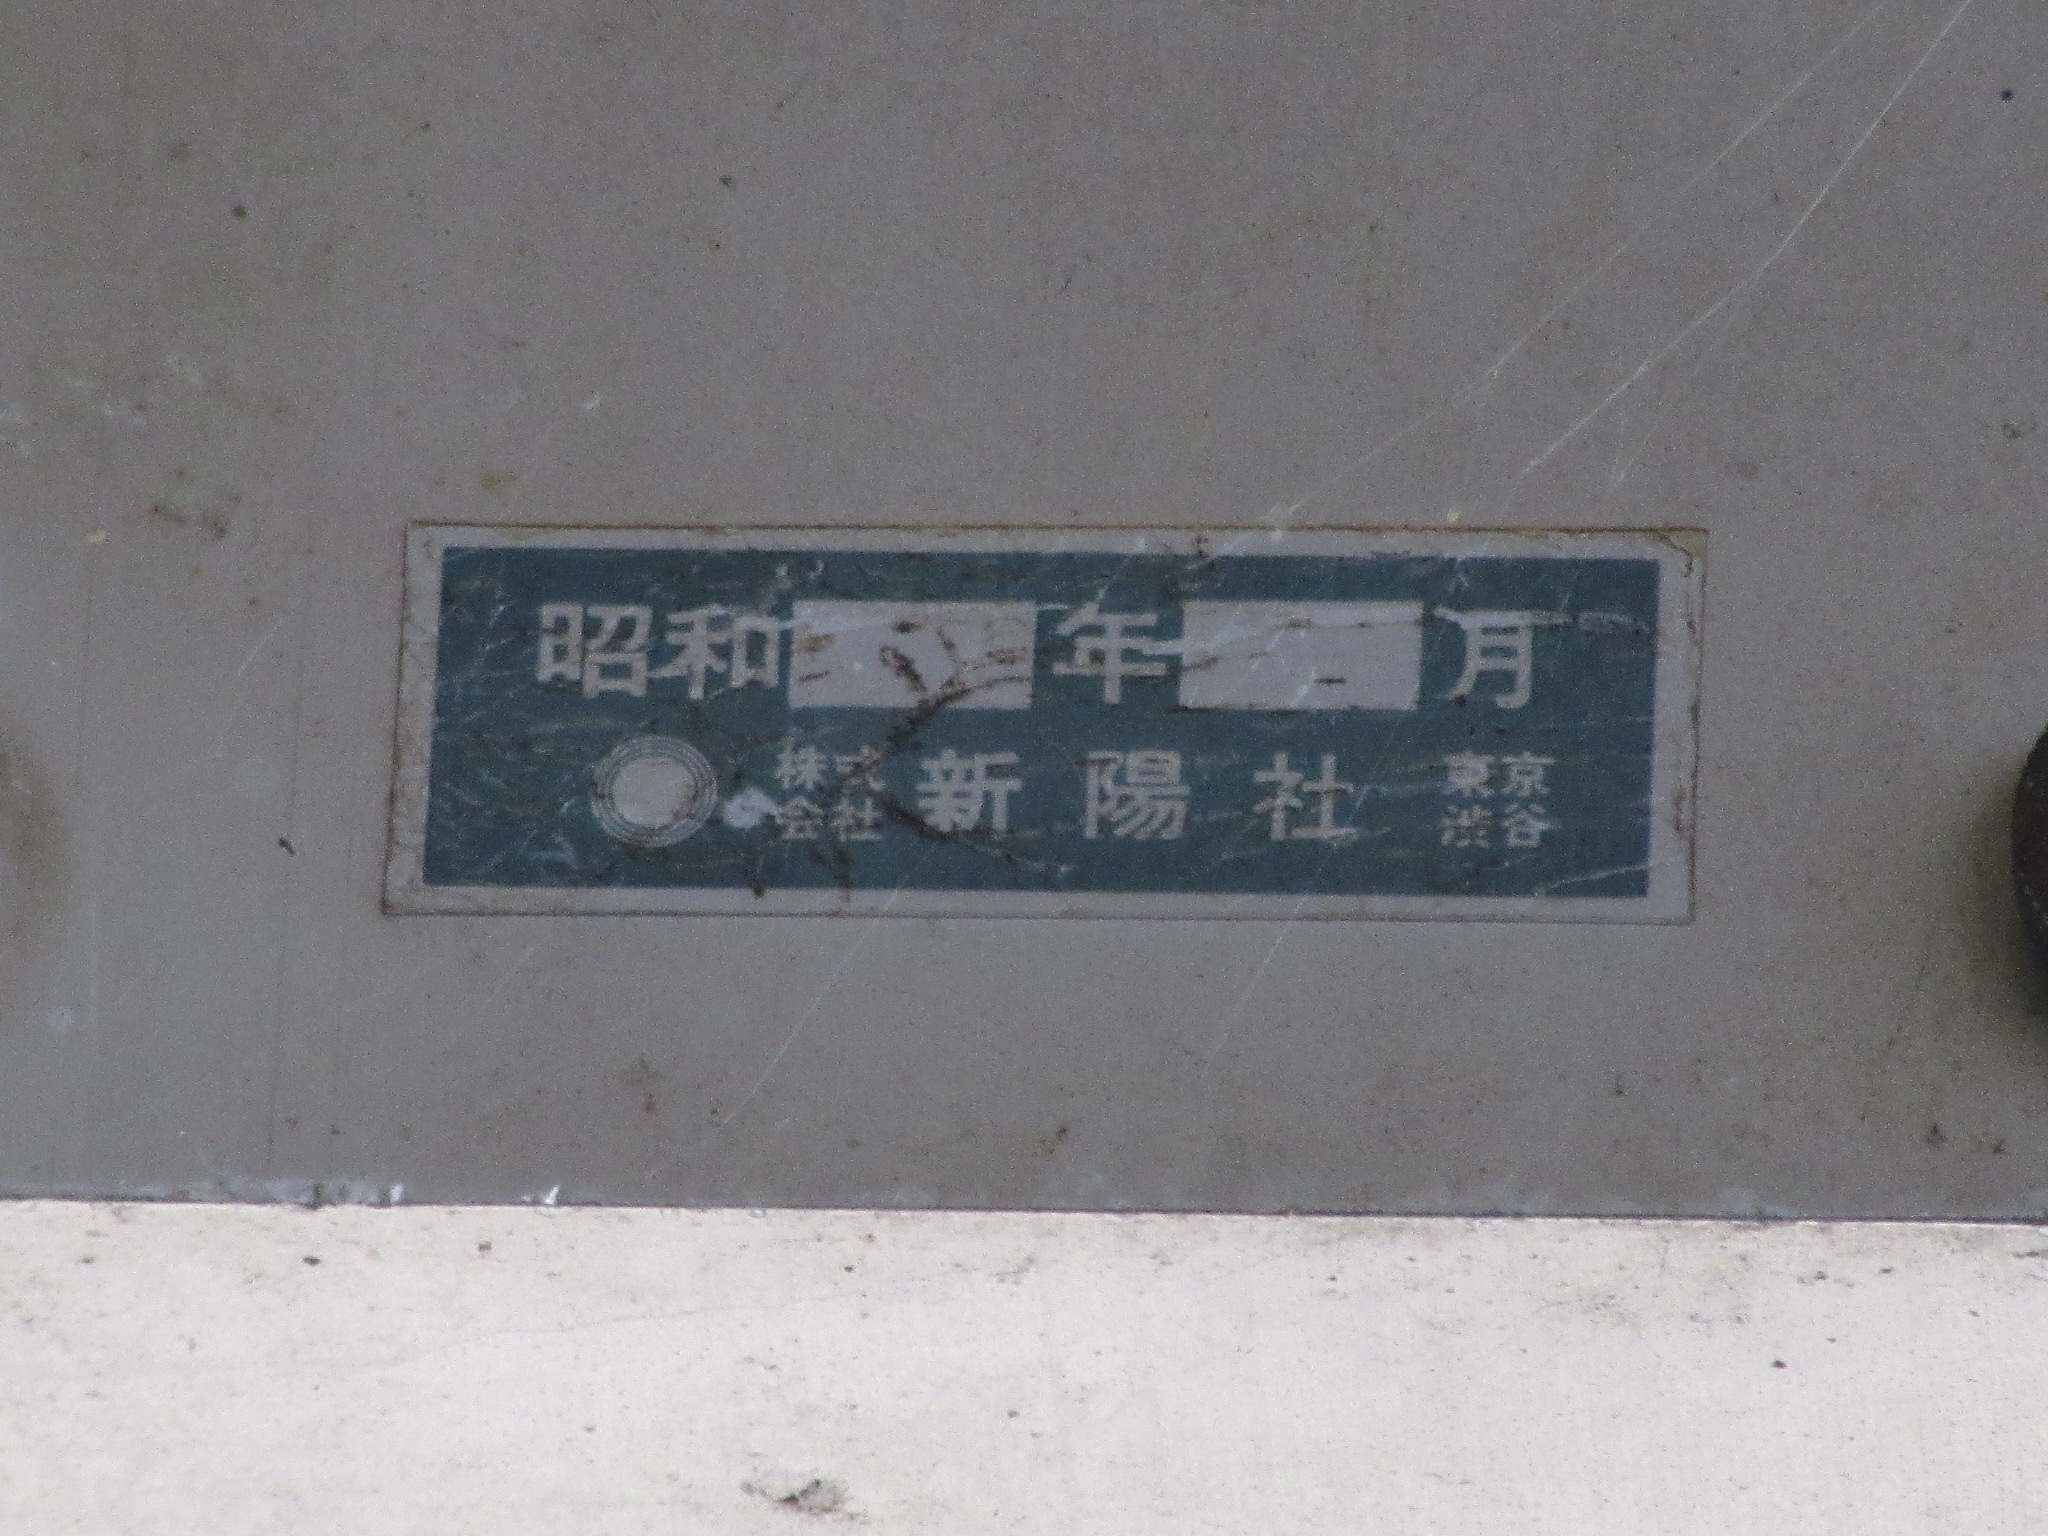 昭和 年 月
株式会社 新陽社 東京渋谷